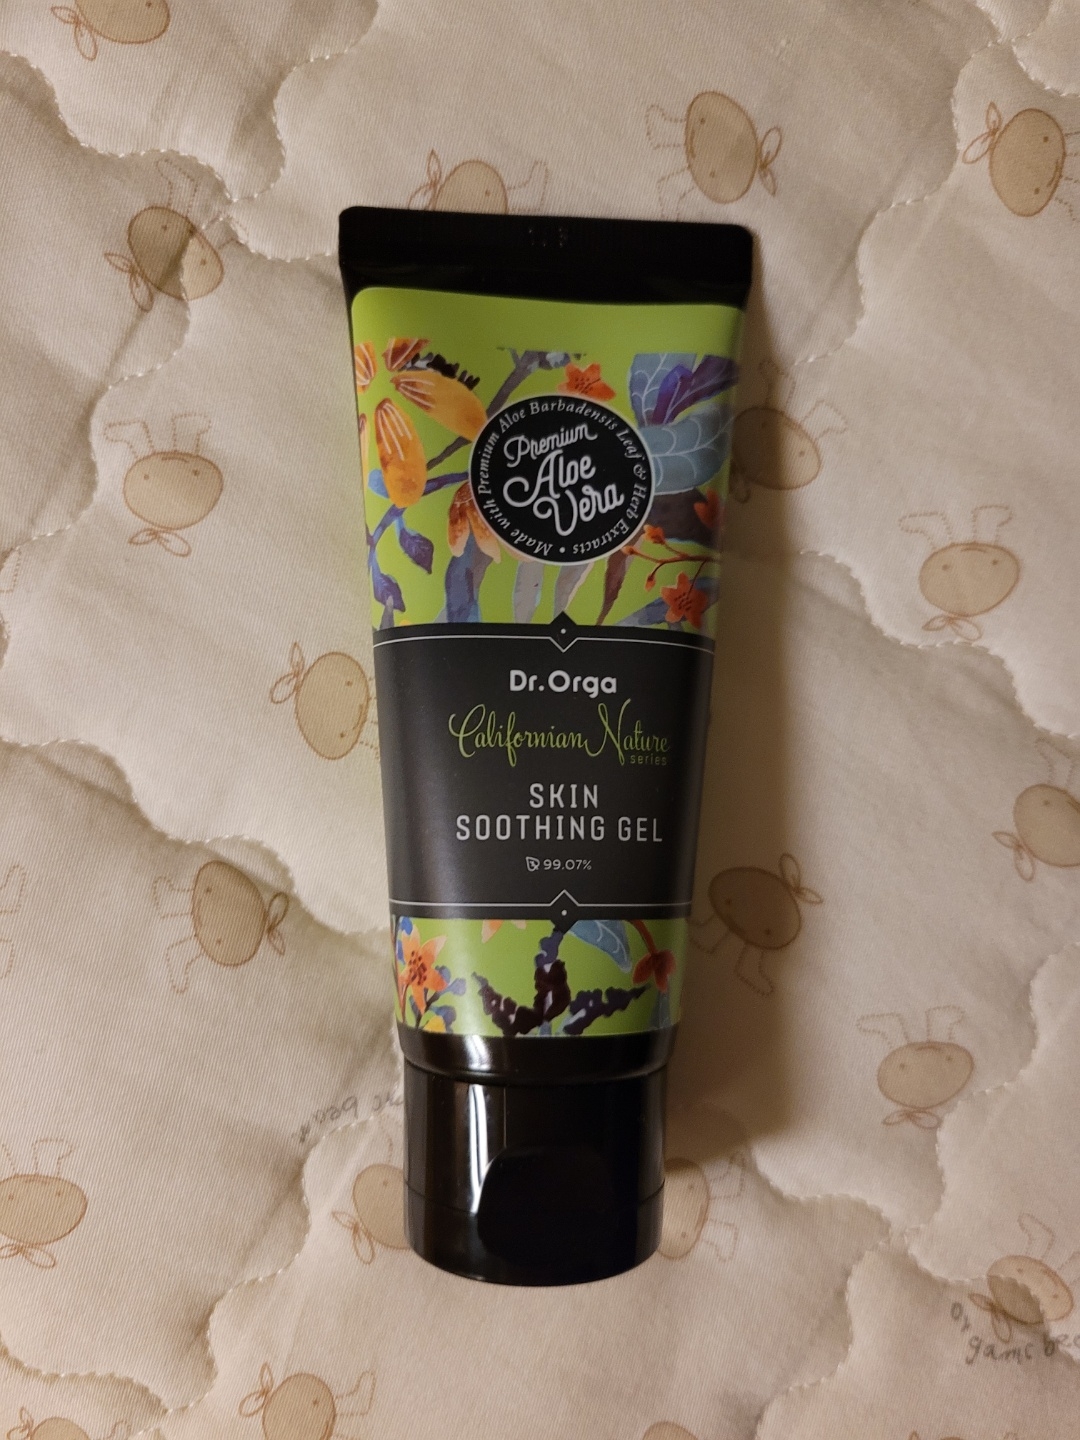 Made with Premium Aloe Barbadensis Leaf & Herb Extracts •
Premium
Aloe
Vera
Dr.Orga
Californian Nature
series
SKIN
SOOTHING GEL
99.07%